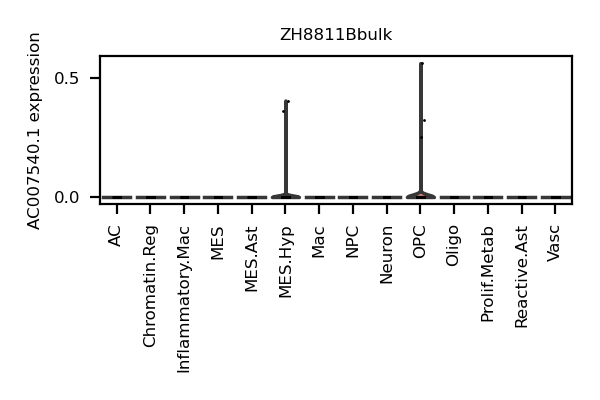 ZH8811Bbulk
AC007540.1 expression
0.5
0.0
AC
Chromatin.Reg
Inflammatory.Mac
MES
MES.Ast
MES.Hyp
Mac
NPC
Neuron
OPC
Oligo
Prolif.Metab
Reactive.Ast
Vasc